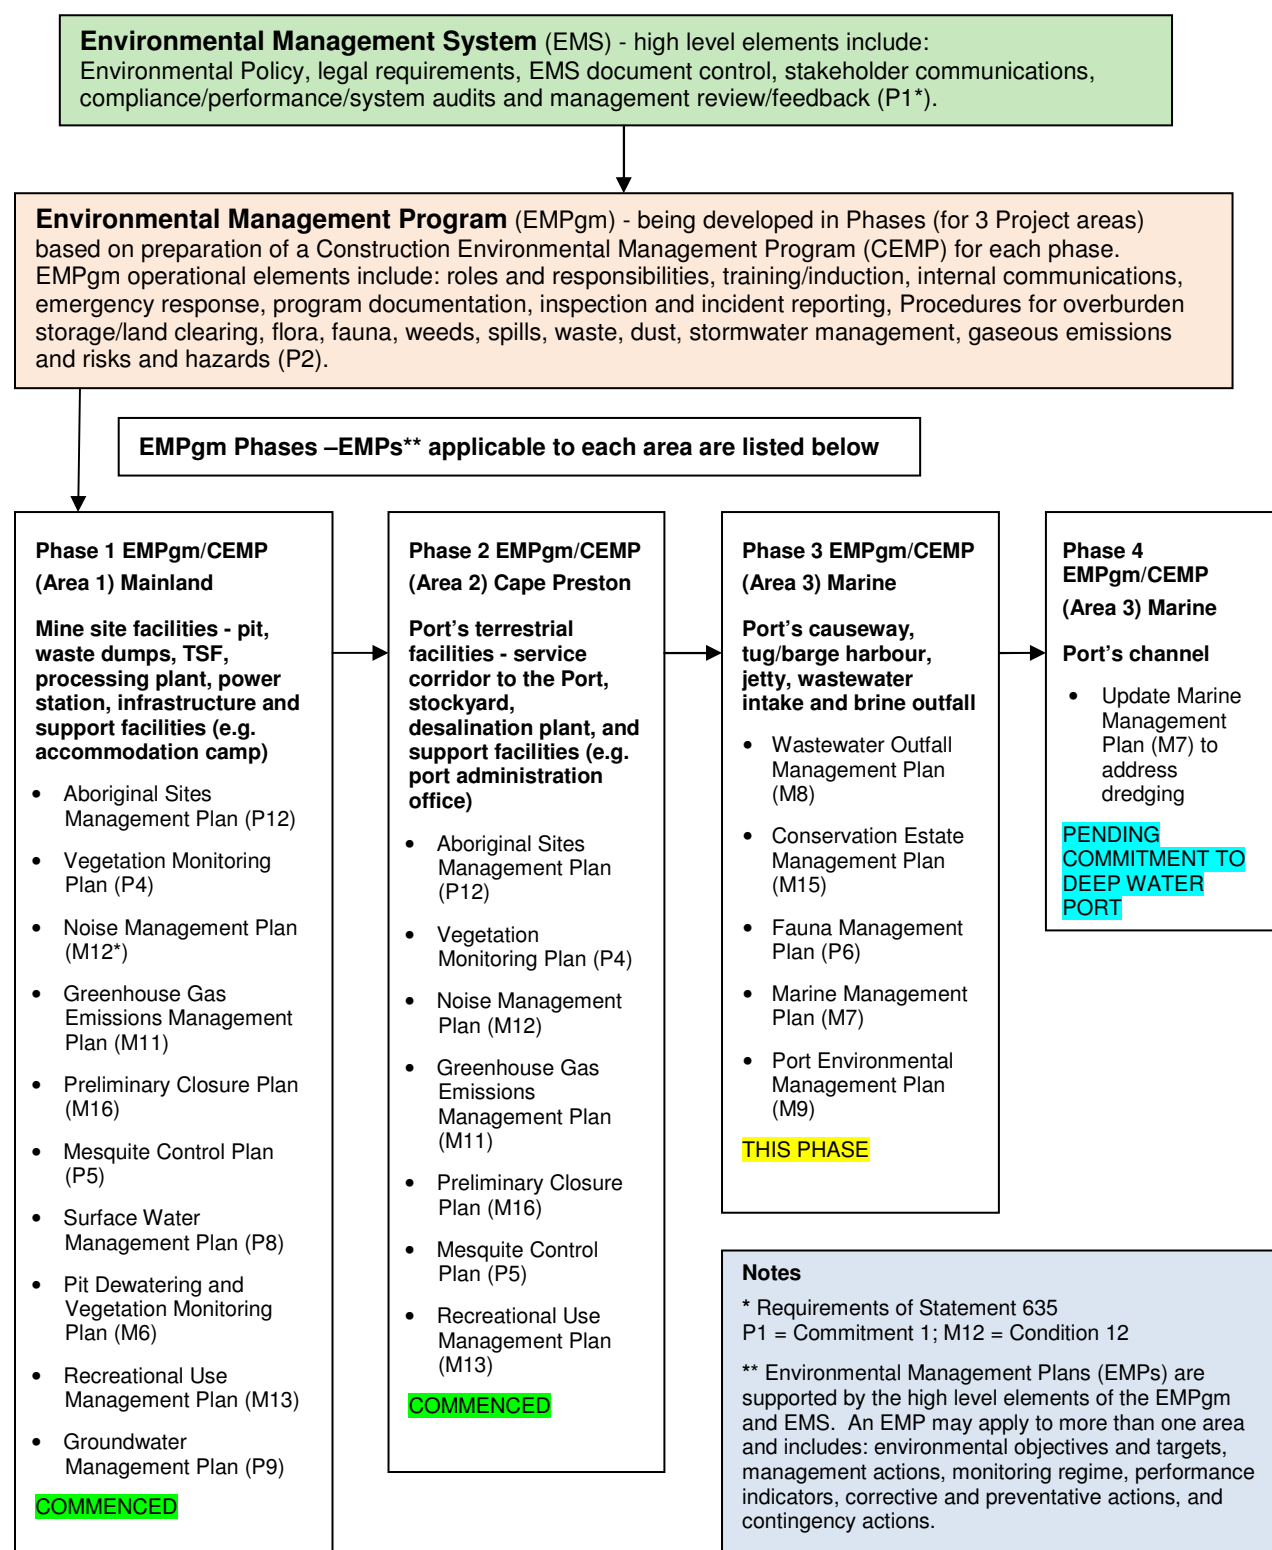 Environmental Management System (EMS) - high level elements include:
Environmental Policy, legal requirements, EMS document control, stakeholder communications,
compliance/performance/system audits and management review/feedback (P1*).
Environmental Management Program (EMPgm) - being developed in Phases (for 3 Project areas)
based on preparation of a Construction Environmental Management Program (CEMP) for each phase.
EMPgm operational elements include: roles and responsibilities, training/induction, internal communications,
emergency response, program documentation, inspection and incident reporting, Procedures for overburden
storage/land clearing, flora, fauna, weeds, spills, waste, dust, stormwater management, gaseous emissions
and risks and hazards (P2).
EMPgm Phases –EMPs** applicable to each area are listed below
Phase 1 EMPgm/CEMP
(Area 1) Mainland
Mine site facilities - pit,
waste dumps, TSF,
processing plant, power
station, infrastructure and
support facilities (e.g.
accommodation camp)
• Aboriginal Sites
Management Plan (P12)
• Vegetation Monitoring
Plan (P4)
• Noise Management Plan
(M12*)
• Greenhouse Gas
Emissions Management
Plan (M11)
• Preliminary Closure Plan
(M16)
• Mesquite Control Plan
(P5)
• Surface Water
Management Plan (P8)
• Pit Dewatering and
Vegetation Monitoring
Plan (M6)
• Recreational Use
Management Plan (M13)
• Groundwater
Management Plan (P9)
COMMENCED
Phase 2 EMPgm/CEMP
(Area 2) Cape Preston
Port's terrestrial
facilities - service
corridor to the Port,
stockyard,
desalination plant, and
support facilities (e.g.
port administration
office)
• Aboriginal Sites
Management Plan
(P12)
• Vegetation
Monitoring Plan (P4)
• Noise Management
Plan (M12)
• Greenhouse Gas
Emissions
Management Plan
(M11)
• Preliminary Closure
Plan (M16)
• Mesquite Control
Plan (P5)
• Recreational Use
Management Plan
(M13)
COMMENCED
Phase 3 EMPgm/CEMP
(Area 3) Marine
Port's causeway,
tug/barge harbour,
jetty, wastewater
intake and brine outfall
• Wastewater Outfall
Management Plan
(M8)
• Conservation Estate
Management Plan
(M15)
• Fauna Management
Plan (P6)
• Marine Management
Plan (M7)
• Port Environmental
Management Plan
(M9)
THIS PHASE
Phase 4
EMPgm/CEMP
(Area 3) Marine
Port's channel
• Update Marine
Management
Plan (M7) to
address
dredging
PENDING
COMMITMENT TO
DEEP WATER
PORT
Notes
* Requirements of Statement 635
P1 = Commitment 1; M12 = Condition 12
** Environmental Management Plans (EMPs) are
supported by the high level elements of the EMPgm
and EMS. An EMP may apply to more than one area
and includes: environmental objectives and targets,
management actions, monitoring regime, performance
indicators, corrective and preventative actions, and
contingency actions.